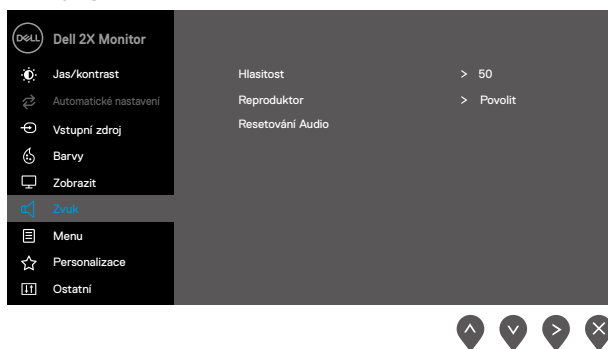 DELL Dell 2X Monitor
Jas/kontrast
Automatické nastavení
Vstupní zdroj
Barvy
Zobrazit
Zvuk
Menu
Personalizace
Ostatní
Hlasitost > 50
Reproduktor > Povolit
Resetování Audio